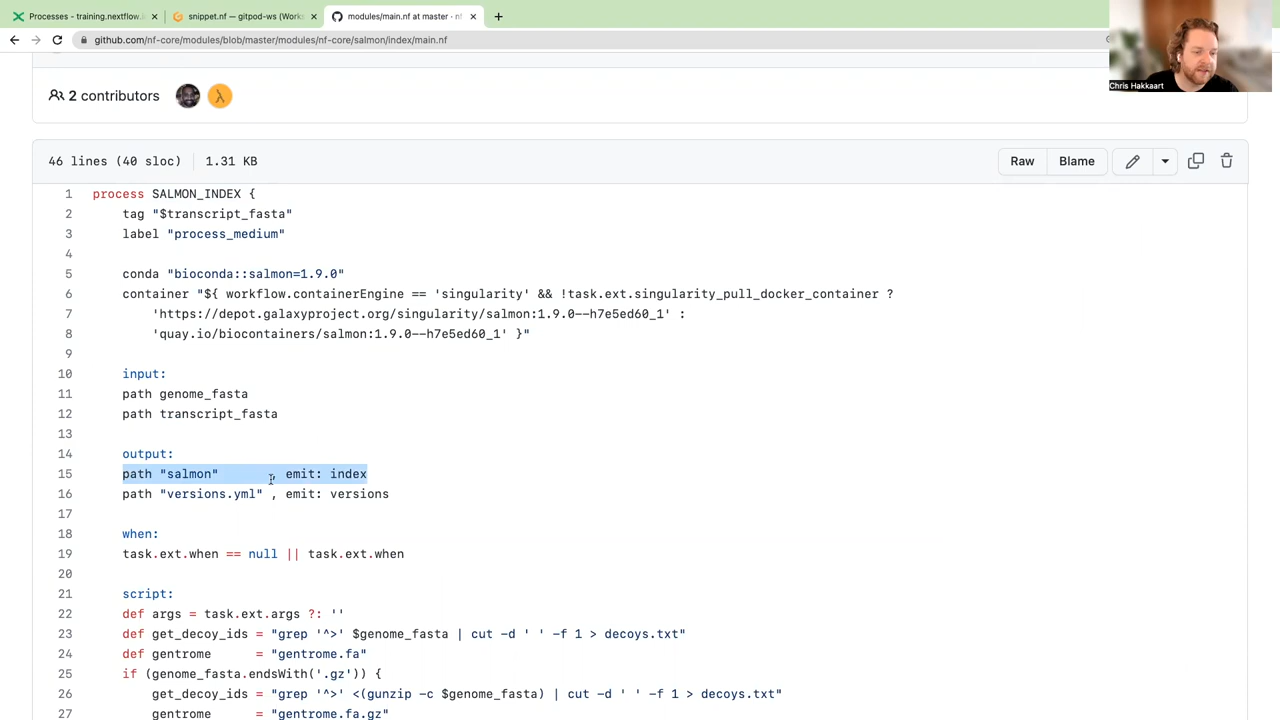 Processes - training.nextflow.
snippet.nf — gitpod-ws (Works
modules/main.nf at master · nf
github.com/nf-core/modules/blob/master/modules/nf-core/salmon/index/main.nf
Chris Hakkaart
2 contributors
46 lines (40 sloc) 1.31 KB
Raw Blame
1 process SALMON_INDEX {
2 tag "$transcript_fasta"
3 label "process_medium"
4
5 conda "bioconda::salmon=1.9.0"
6 container "${ workflow.containerEngine == 'singularity' && !task.ext.singularity_pull_docker_container ?
7 'https://depot.galaxyproject.org/singularity/salmon:1.9.0--h7e5ed60_1' :
8 'quay.io/biocontainers/salmon:1.9.0--h7e5ed60_1' }"
9
10 input:
11 path genome_fasta
12 path transcript_fasta
13
14 output:
15 path "salmon" , emit: index
16 path "versions.yml" , emit: versions
17
18 when:
19 task.ext.when == null || task.ext.when
20
21 script:
22 def args = task.ext.args ?: ''
23 def get_decoy_ids = "grep '^>' $genome_fasta | cut -d ' ' -f 1 > decoys.txt"
24 def gentrome = "gentrome.fa"
25 if (genome_fasta.endsWith('.gz')) {
26 get_decoy_ids = "grep '^>' <(gunzip -c $genome_fasta) | cut -d ' ' -f 1 > decoys.txt"
27 gentrome = "gentrome.fa.gz"